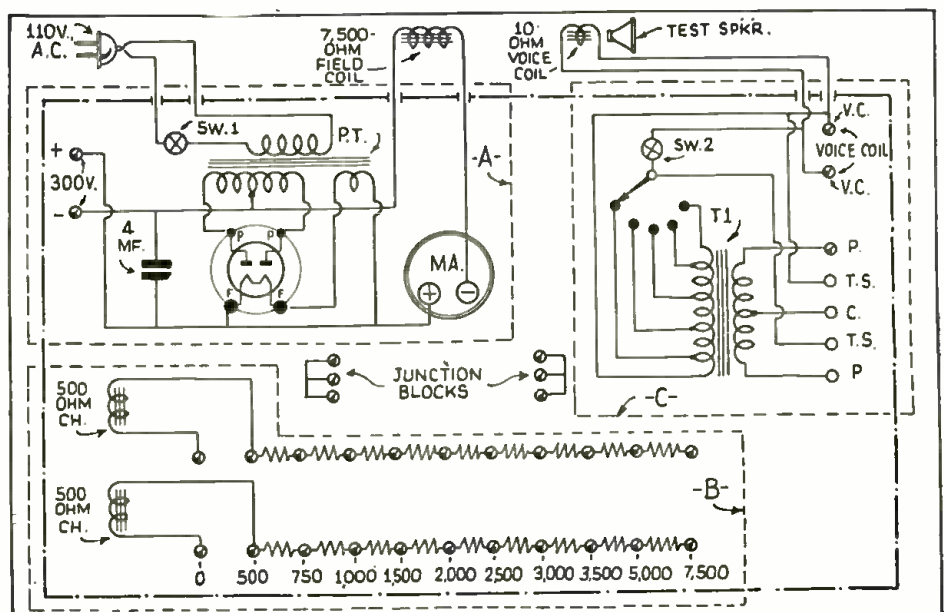 110V.,
A.C.
7,500-
OHM
FIELD
COIL
10
OHM
VOICE
COIL
TEST SPKR.
SW.1
P.T.
-A-
+
300V.
-
4
MF.
P
P
F
F
MA.
+
-
SW.2
V.C.
VOICE COIL
V.C.
T1
P.
T.S.
C.
T.S.
P
-C-
JUNCTION
BLOCKS
500
OHM
CH.
500
OHM
CH.
-B-
0 500 750 1,000 1,500 2,000 2,500 3,000 3,500 5,000 7,500